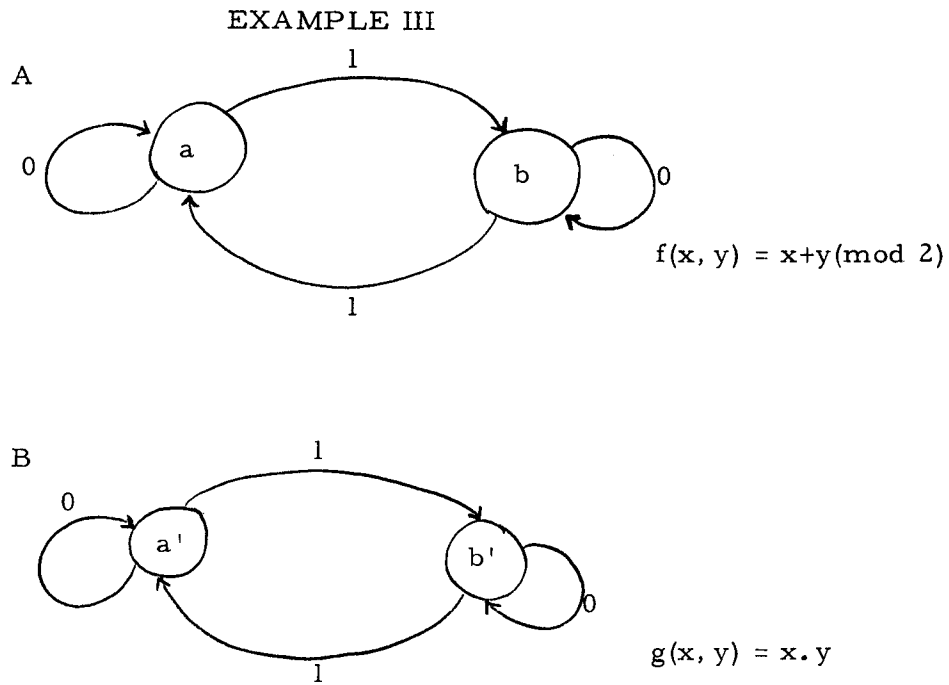 EXAMPLE III
1
A
0
a
b
0
f(x, y) = x+y(mod 2)
1
B
1
0
a'
b'
0
1
g(x, y) = x.y